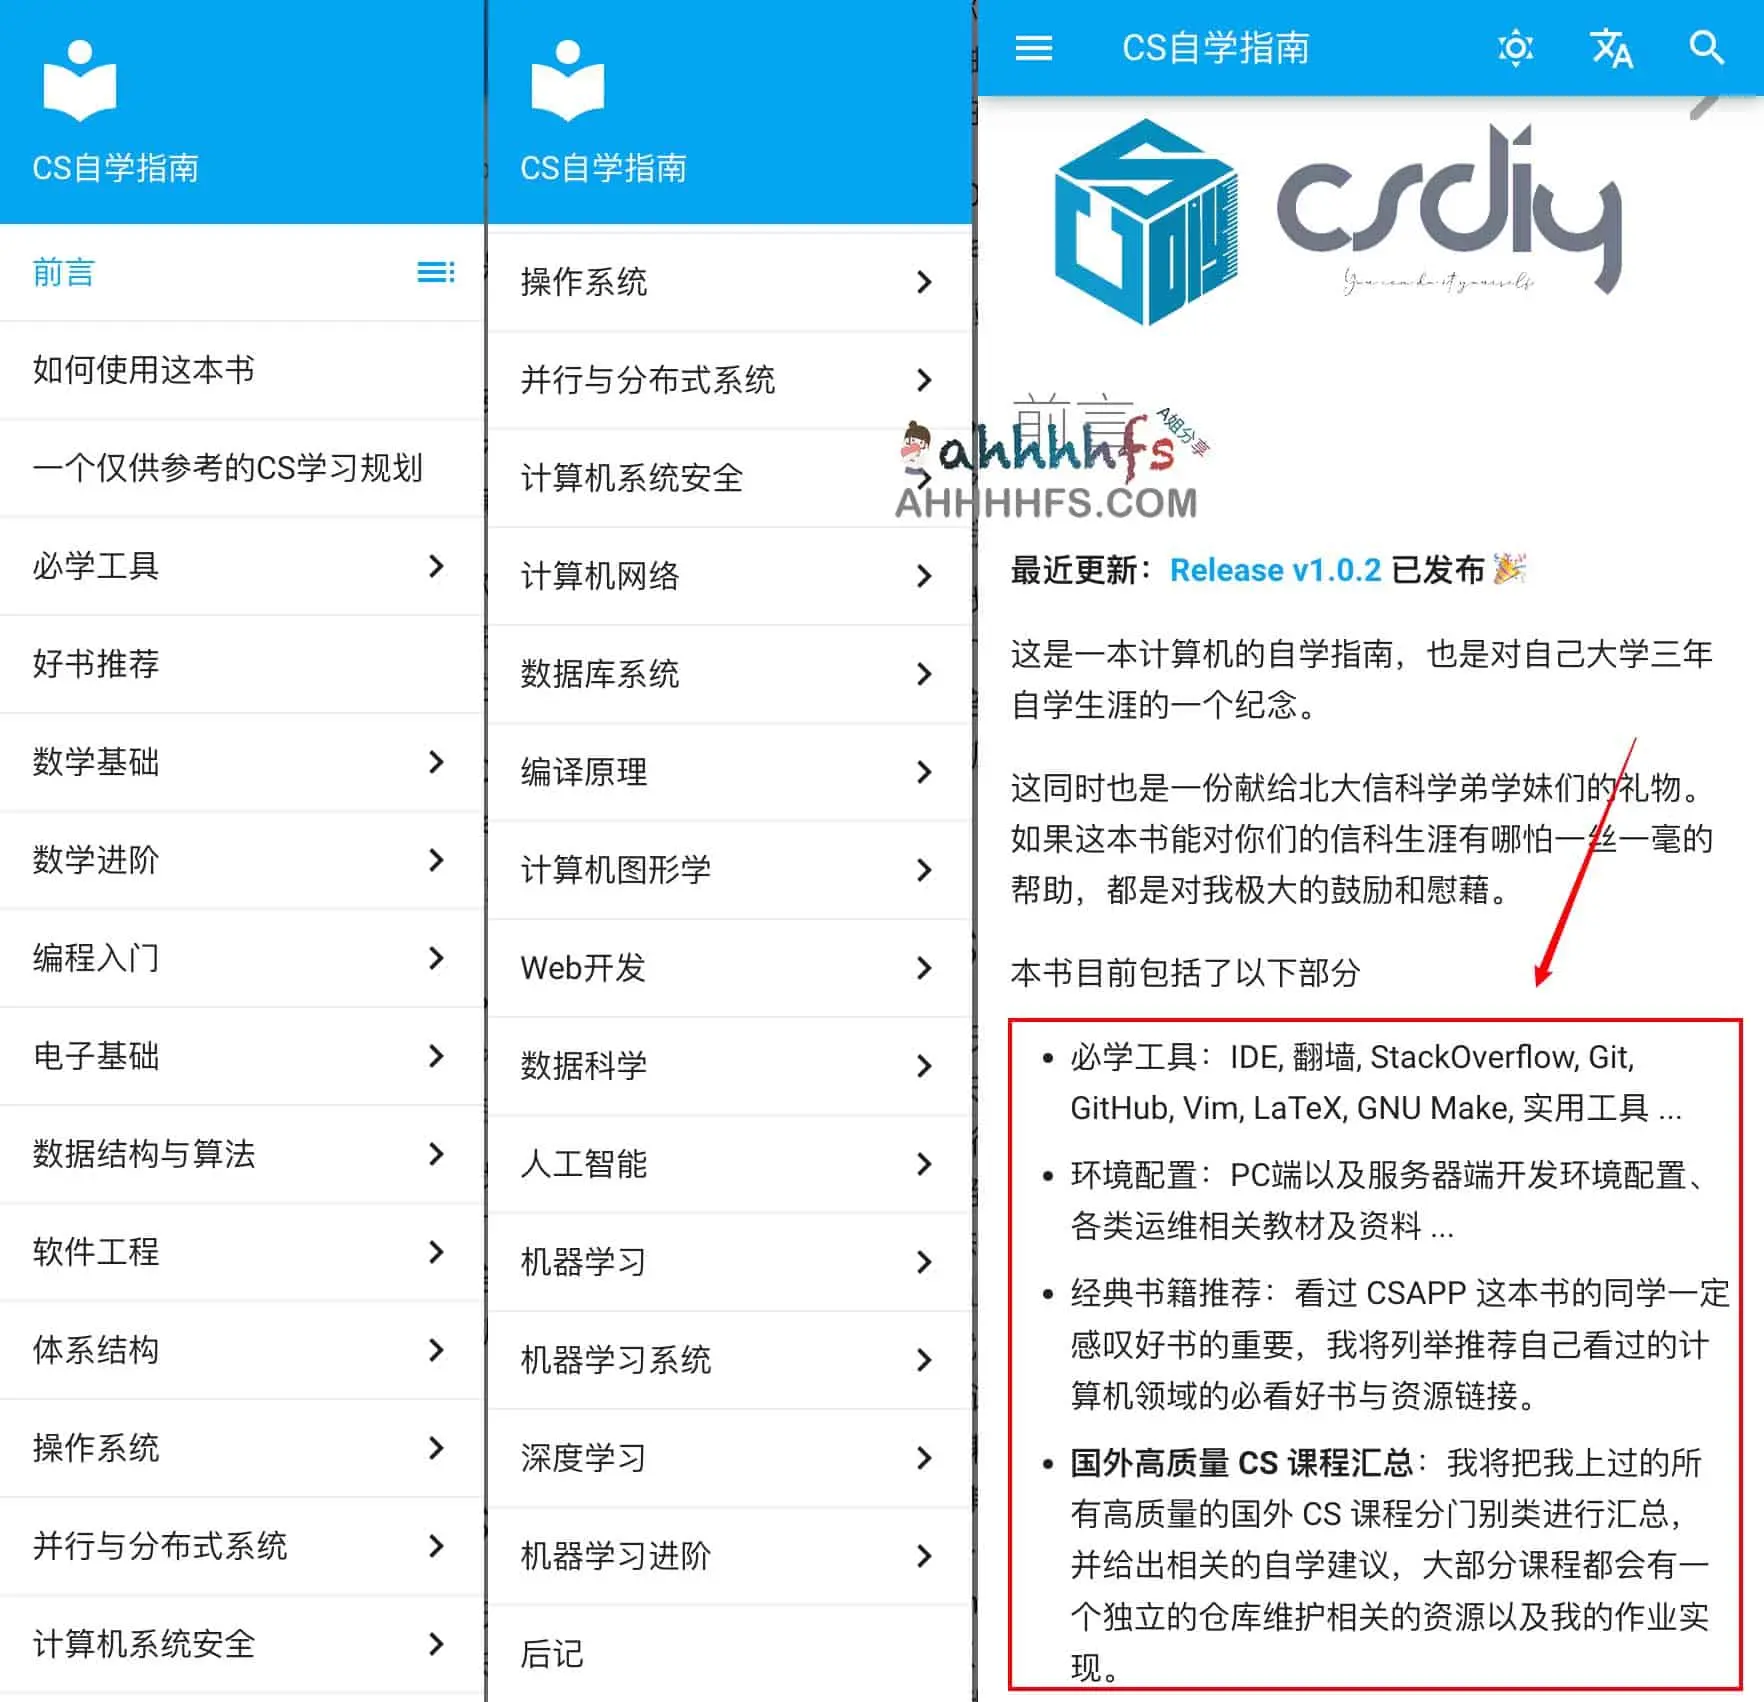 CS自学指南
前言
如何使用这本书
一个仅供参考的CS学习规划
必学工具
好书推荐
数学基础
数学进阶
编程入门
电子基础
数据结构与算法
软件工程
体系结构
操作系统
并行与分布式系统
计算机系统安全
CS自学指南
操作系统
并行与分布式系统
计算机系统安全
计算机网络
数据库系统
编译原理
计算机图形学
Web开发
数据科学
人工智能
机器学习
机器学习系统
深度学习
机器学习进阶
后记
CS自学指南
CSDIY
csdiy
You can do it yourself
前言
ahhhhfs
A姐分享
AHHHHFS.COM
最近更新：Release v1.0.2 已发布🎉
这是一本计算机的自学指南，也是对自己大学三年
自学生涯的一个纪念。
这同时也是一份献给北大信科学弟学妹们的礼物。
如果这本书能对你们的信科生涯有哪怕一丝一毫的
帮助，都是对我极大的鼓励和慰藉。
本书目前包括了以下部分
• 必学工具：IDE, 翻墙, StackOverflow, Git,
GitHub, Vim, LaTeX, GNU Make, 实用工具 ...
• 环境配置：PC端以及服务器端开发环境配置、
各类运维相关教材及资料 ...
• 经典书籍推荐：看过 CSAPP 这本书的同学一定
感叹好书的重要，我将列举推荐自己看过的计
算机领域的必看好书与资源链接。
• 国外高质量 CS 课程汇总：我将把我上过的所
有高质量的国外 CS 课程分门别类进行汇总，
并给出相关的自学建议，大部分课程都会有一
个独立的仓库维护相关的资源以及我的作业实
现。